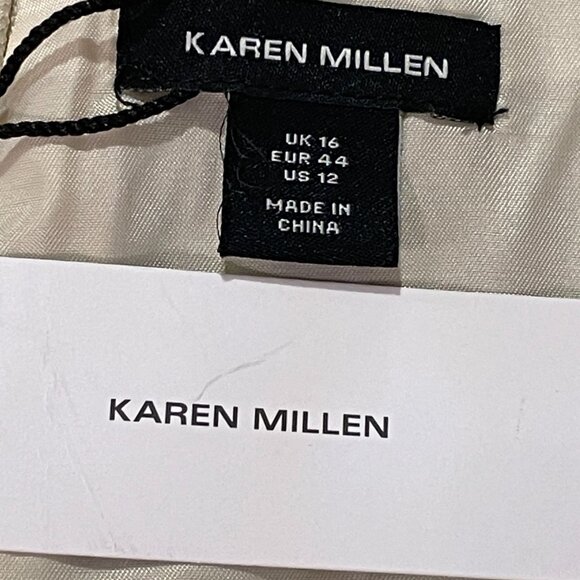 KAREN MILLEN
UK 16
EUR 44
US 12
MADE IN
CHINA
KAREN MILLEN